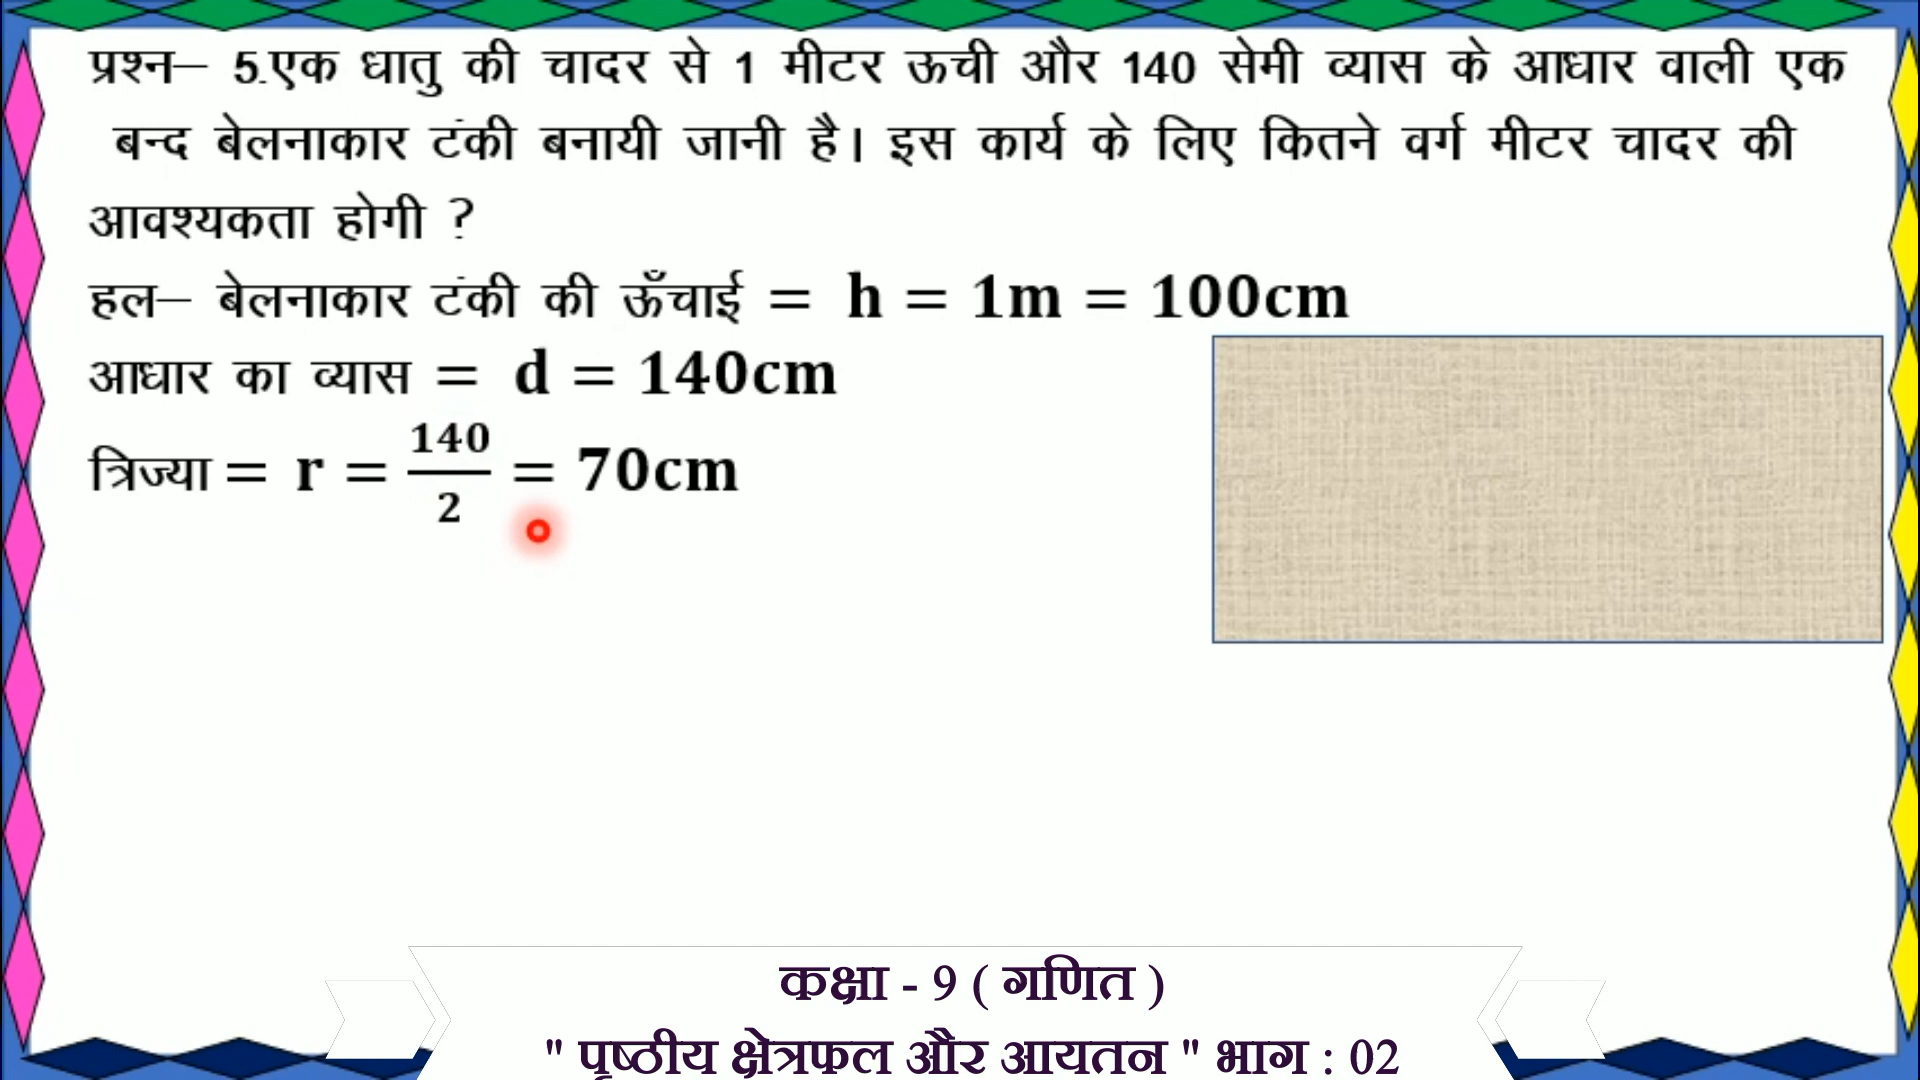 प्रश्न– 5.एक धातु की चादर से 1 मीटर ऊची और 140 सेमी व्यास के आधार वाली एक
बन्द बेलनाकार टंकी बनायी जानी है। इस कार्य के लिए कितने वर्ग मीटर चादर की
आवश्यकता होगी ?
हल– बेलनाकार टंकी की ऊँचाई = h = 1m = 100cm
आधार का व्यास = d = 140cm
त्रिज्या = r = 140/2 = 70cm
कक्षा - 9 ( गणित )
" पृष्ठीय क्षेत्रफल और आयतन " भाग : 02